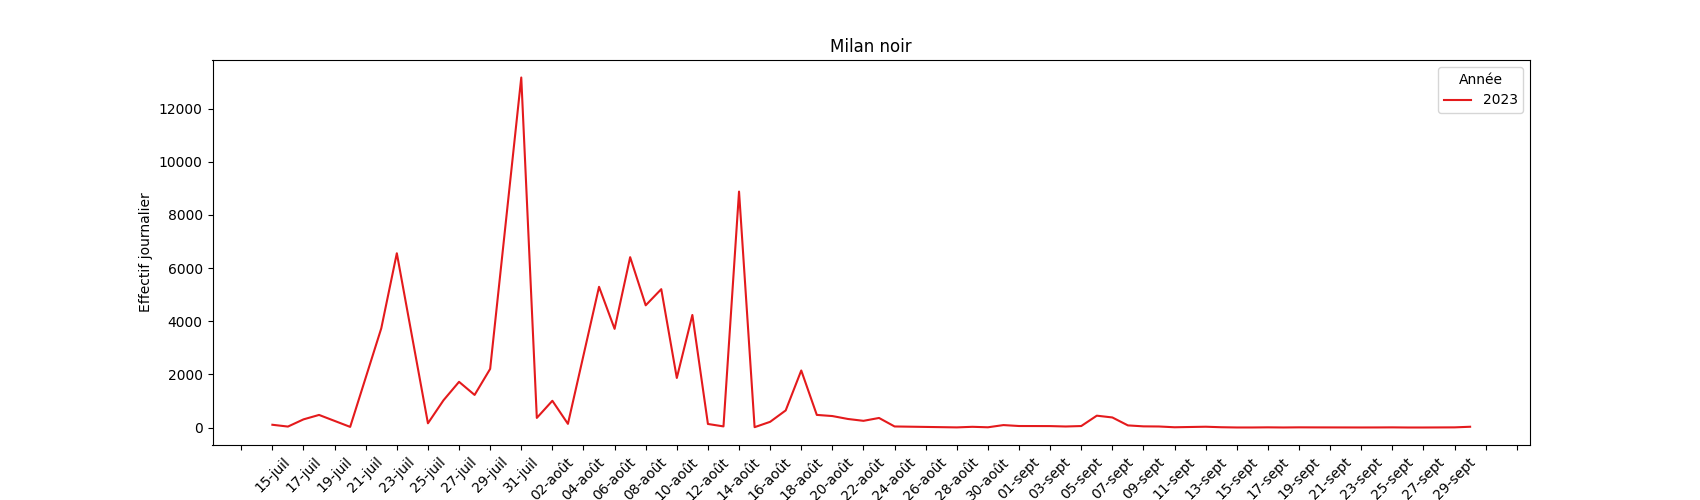 Milan noir
Année
2023
Effectif journalier
12000
10000
8000
6000
4000
2000
0
15-juil
17-juil
19-juil
21-juil
23-juil
25-juil
27-juil
29-juil
31-juil
02-août
04-août
06-août
08-août
10-août
12-août
14-août
16-août
18-août
20-août
22-août
24-août
26-août
28-août
30-août
01-sept
03-sept
05-sept
07-sept
09-sept
11-sept
13-sept
15-sept
17-sept
19-sept
21-sept
23-sept
25-sept
27-sept
29-sept